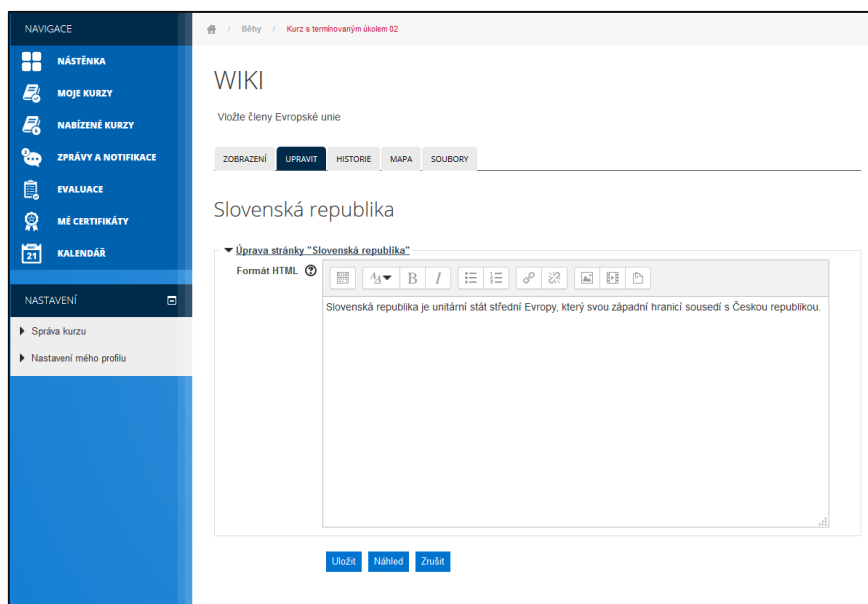 NAVIGACE
NÁSTĚNKA
MOJE KURZY
NABÍZENÉ KURZY
ZPRÁVY A NOTIFIKACE
EVALUACE
MÉ CERTIFIKÁTY
21
KALENDÁŘ
NASTAVENÍ
Správa kurzu
Nastavení mého profilu
/ Běhy / Kurz s termínovaným úkolem 02
WIKI
Vložte členy Evropské unie
ZOBRAZENÍ UPRAVIT HISTORIE MAPA SOUBORY
Slovenská republika
Úprava stránky "Slovenská republika"
Formát HTML
B I
Slovenská republika je unitární stát střední Evropy, který svou západní hranicí sousedí s Českou republikou.
Uložit Náhled Zrušit